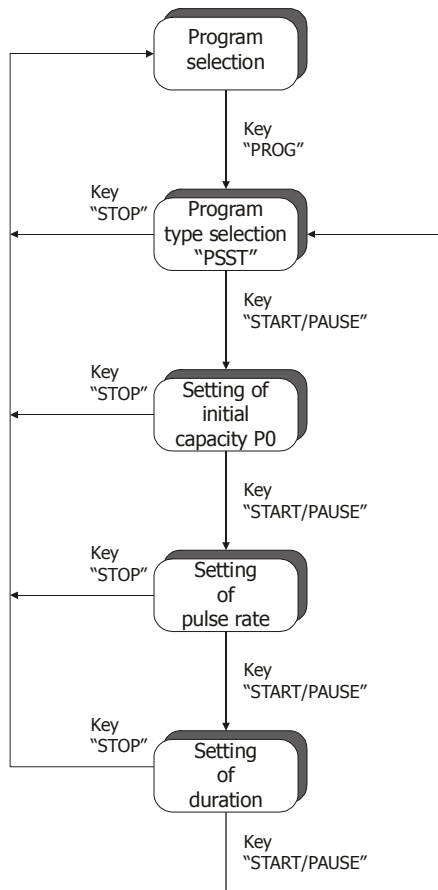 Program
selection
Key
“PROG”
Key
“STOP”
Program
type selection
“PSST”
Key
“START/PAUSE”
Key
“STOP”
Setting of
initial
capacity P0
Key
“START/PAUSE”
Key
“STOP”
Setting
of
pulse rate
Key
“START/PAUSE”
Key
“STOP”
Setting
of
duration
Key
“START/PAUSE”